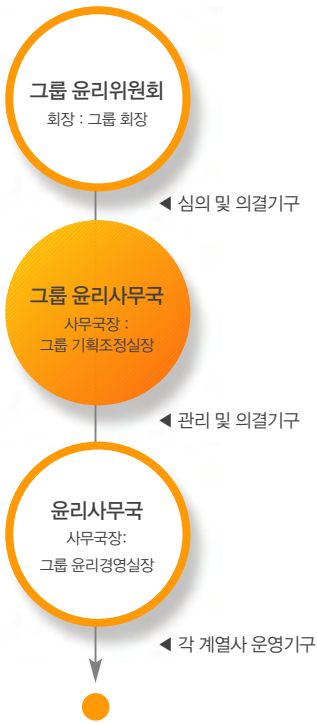 그룹 윤리위원회
회장 : 그룹 회장
◀ 심의 및 의결기구
그룹 윤리사무국
사무국장 :
그룹 기획조정실장
◀ 관리 및 의결기구
윤리사무국
사무국장:
그룹 윤리경영실장
◀ 각 계열사 운영기구